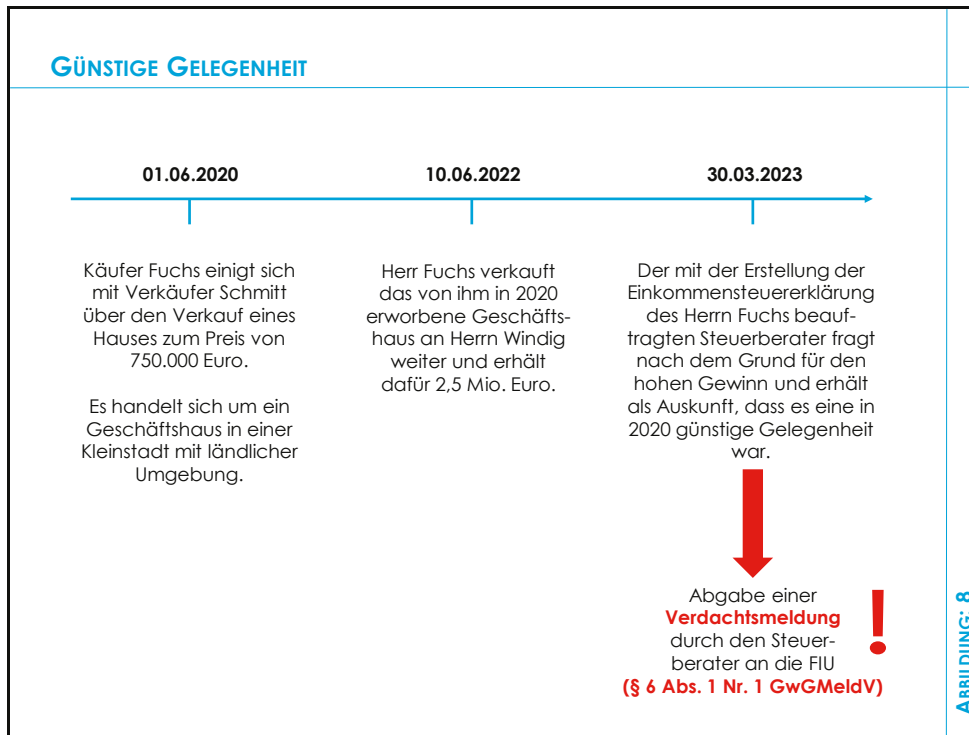 GÜNSTIGE GELEGENHEIT
01.06.2020
Käufer Fuchs einigt sich
mit Verkäufer Schmitt
über den Verkauf eines
Hauses zum Preis von
750.000 Euro.
Es handelt sich um ein
Geschäftshaus in einer
Kleinstadt mit ländlicher
Umgebung.
10.06.2022
Herr Fuchs verkauft
das von ihm in 2020
erworbene Geschäfts-
haus an Herrn Windig
weiter und erhält
dafür 2,5 Mio. Euro.
30.03.2023
Der mit der Erstellung der
Einkommensteuererklärung
des Herrn Fuchs beauf-
tragten Steuerberater fragt
nach dem Grund für den
hohen Gewinn und erhält
als Auskunft, dass es eine in
2020 günstige Gelegenheit
war.
Abgabe einer
Verdachtsmeldung
durch den Steuer-
berater an die FIU
(§ 6 Abs. 1 Nr. 1 GwGMeldV)
!
ABBILDUNG: 8